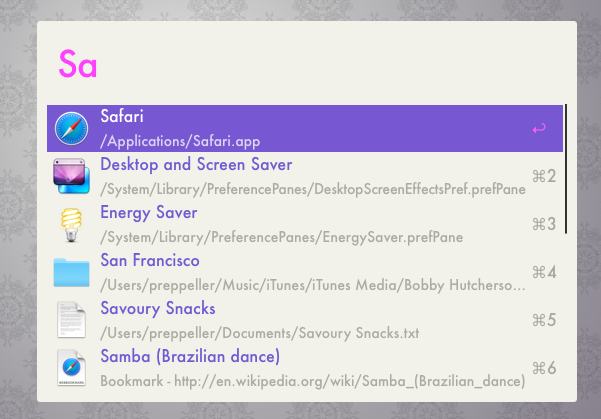 Sa
Safari
/Applications/Safari.app
Desktop and Screen Saver
/System/Library/PreferencePanes/DesktopScreenEffectsPref.prefPane
⌘2
Energy Saver
/System/Library/PreferencePanes/EnergySaver.prefPane
⌘3
San Francisco
/Users/preppeller/Music/iTunes/iTunes Media/Bobby Hutcherso...
⌘4
Savoury Snacks
/Users/preppeller/Documents/Savoury Snacks.txt
⌘5
Samba (Brazilian dance)
Bookmark - http://en.wikipedia.org/wiki/Samba_(Brazilian_dance)
⌘6